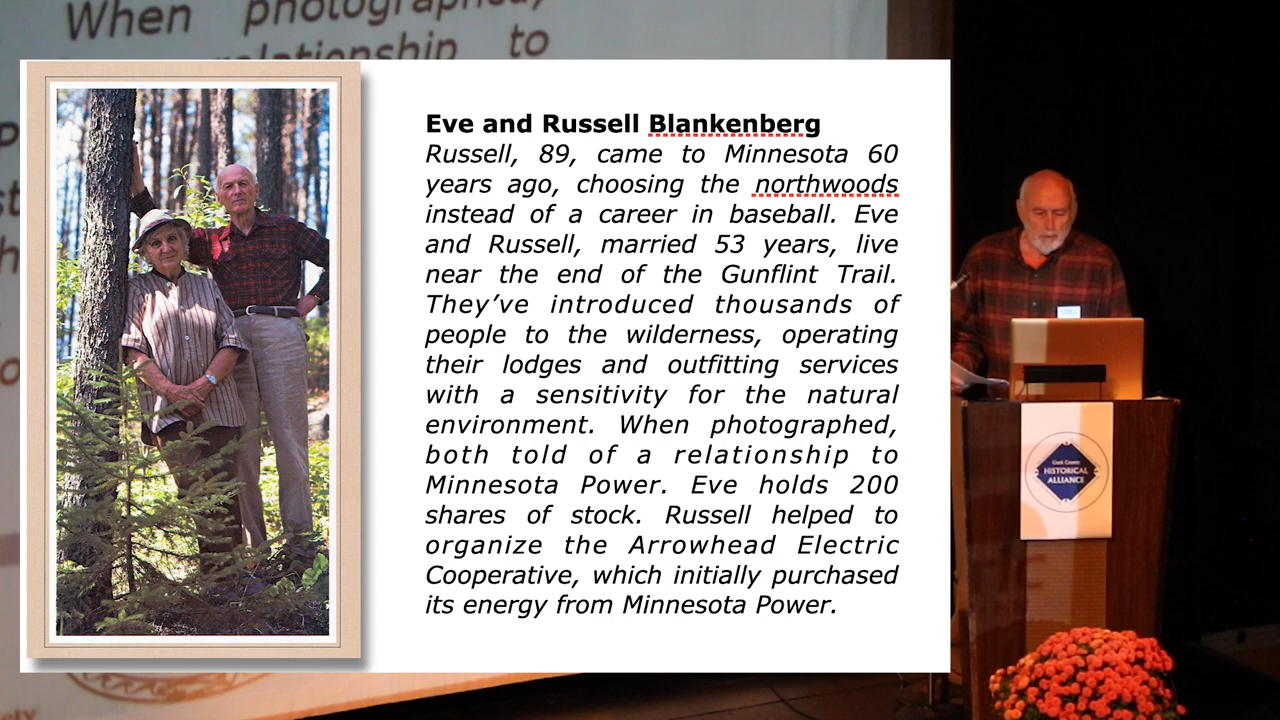 When photographed,
relationship to
Eve and Russell Blankenberg
Russell, 89, came to Minnesota 60
years ago, choosing the northwoods
instead of a career in baseball. Eve
and Russell, married 53 years, live
near the end of the Gunflint Trail.
They’ve introduced thousands of
people to the wilderness, operating
their lodges and outfitting services
with a sensitivity for the natural
environment. When photographed,
both told of a relationship to
Minnesota Power. Eve holds 200
shares of stock. Russell helped to
organize the Arrowhead Electric
Cooperative, which initially purchased
its energy from Minnesota Power.
Cook County
HISTORICAL
ALLIANCE